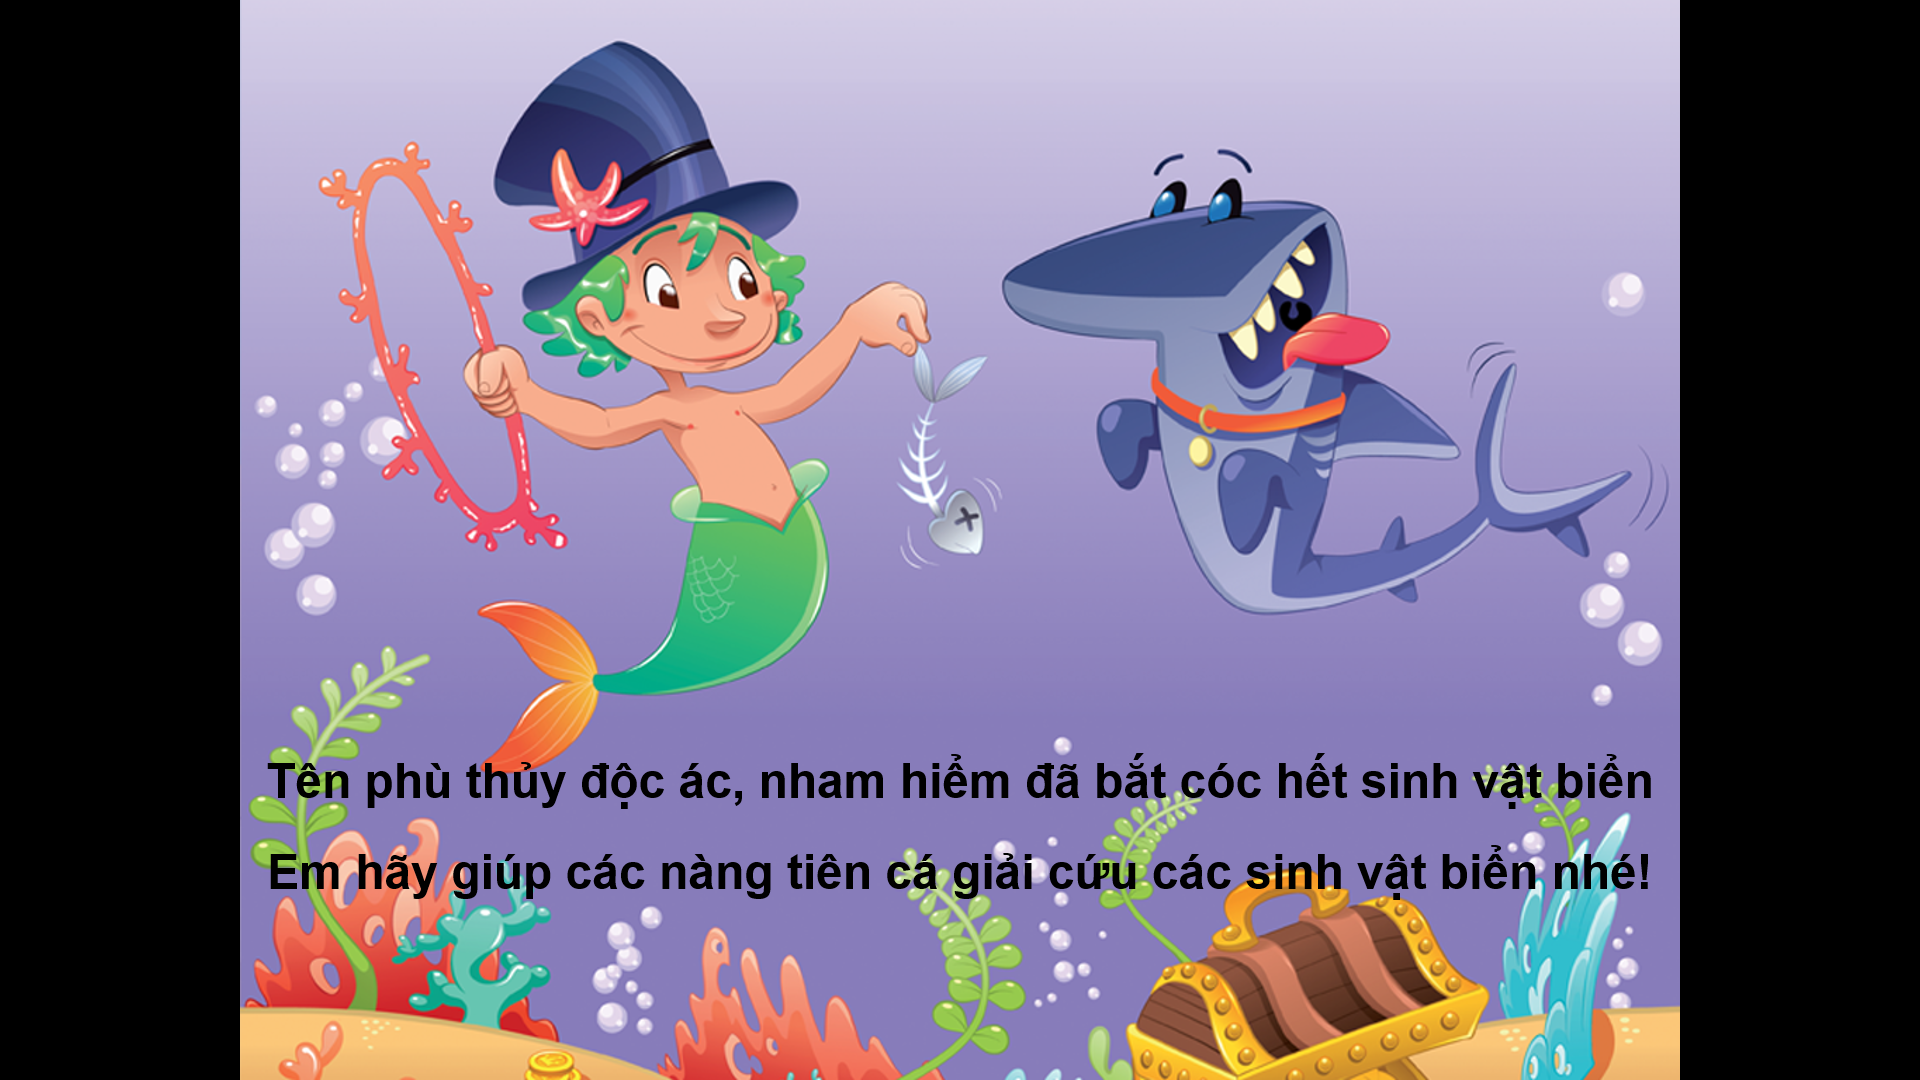 Tên phù thủy độc ác, nham hiểm đã bắt cóc hết sinh vật biển
Em hãy giúp các nàng tiên cá giải cứu các sinh vật biển nhé!